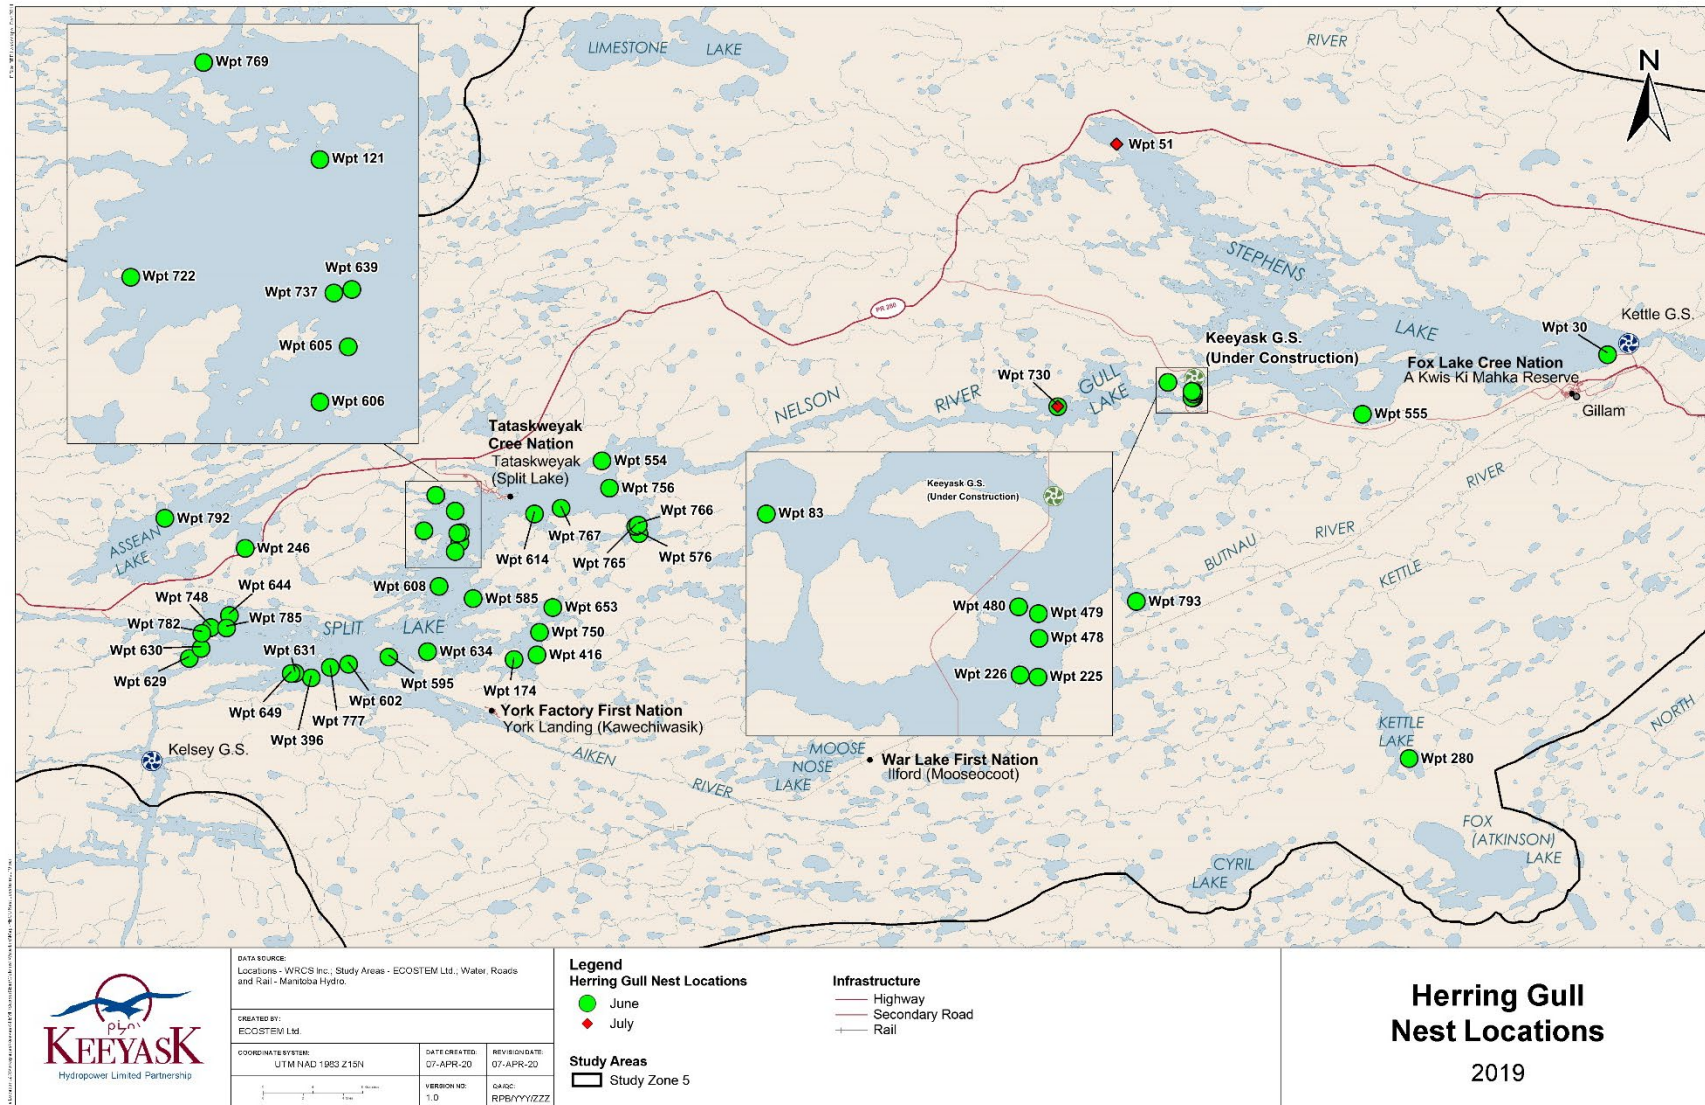 LIMESTONE LAKE
RIVER
N
Wpt 769
Wpt 121
Wpt 722
Wpt 639
Wpt 737
Wpt 605
Wpt 606
Wpt 51
STEPHENS
LAKE
PR 280
Kettle G.S.
Wpt 30
Keeyask G.S.
(Under Construction)
Fox Lake Cree Nation
A Kwis Ki Mahka Reserve
Gillam
Wpt 730
GULL
LAKE
NELSON
RIVER
Wpt 555
Tataskweyak
Cree Nation
Tataskweyak
(Split Lake)
Wpt 554
Wpt 756
Wpt 766
Wpt 767
Wpt 614
Wpt 765
Wpt 576
Wpt 792
ASSEAN
LAKE
Wpt 246
Keeyask G.S.
(Under Construction)
Wpt 83
RIVER
BUTNAU
RIVER
KETTLE
Wpt 608
Wpt 585
Wpt 653
Wpt 644
Wpt 748
Wpt 785
Wpt 782
Wpt 750
SPLIT LAKE
Wpt 630
Wpt 631
Wpt 634
Wpt 416
Wpt 629
Wpt 595
Wpt 174
Wpt 602
Wpt 649
Wpt 777
Wpt 396
Wpt 480
Wpt 479
Wpt 478
Wpt 226
Wpt 225
Wpt 793
York Factory First Nation
York Landing (Kawechiwasik)
Kelsey G.S.
AIKEN
RIVER
MOOSE
NOSE
LAKE
War Lake First Nation
Ilford (Mooseocoot)
KETTLE
LAKE
Wpt 280
NORTH
FOX
(ATKINSON)
LAKE
CYRIL
LAKE
KEEYASK
Hydropower Limited Partnership
DATA SOURCE:
Locations - WRCS Inc.; Study Areas - ECOSTEM Ltd.; Water, Roads
and Rail - Manitoba Hydro.
CREATED BY:
ECOSTEM Ltd.
COORDINATE SYSTEM:
UTM NAD 1983 Z15N
DATE CREATED:
07-APR-20
REVISION DATE:
07-APR-20
VERSION NO:
1.0
QA/QC:
RPB/YYY/ZZZ
Legend
Herring Gull Nest Locations
June
July
Study Areas
Study Zone 5
Infrastructure
Highway
Secondary Road
Rail
Herring Gull
Nest Locations
2019